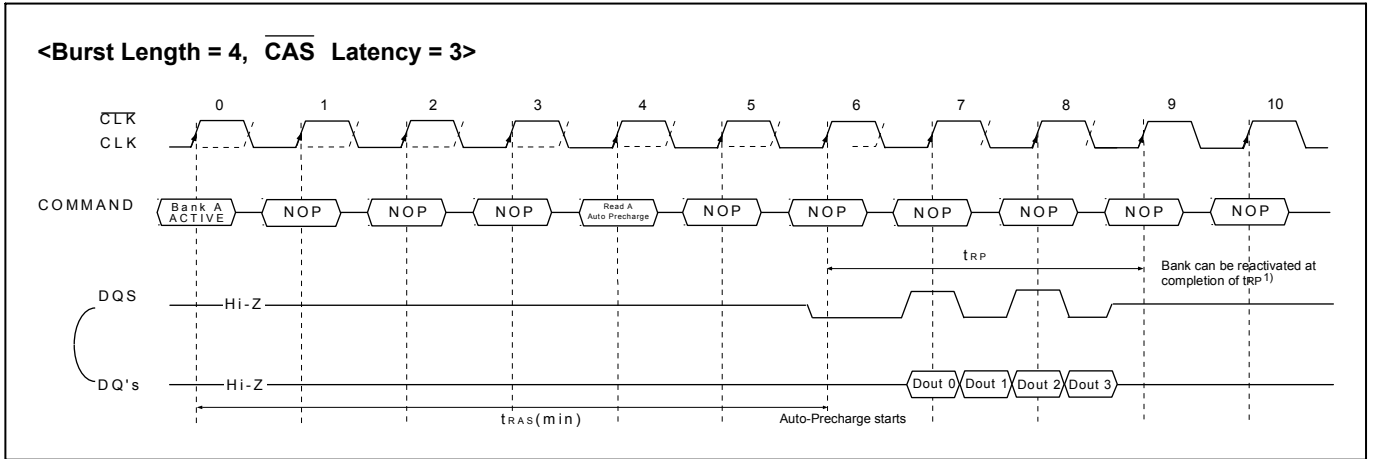 <Burst Length = 4, CAS Latency = 3>
0 1 2 3 4 5 6 7 8 9 10
CLK
CLK
COMMAND
Bank A
ACTIVE
NOP NOP NOP
Read A
Auto Precharge
NOP NOP NOP NOP NOP NOP
tRP
Bank can be reactivated at
completion of tRP1)
DQS
Hi-Z
DQ's
Hi-Z
Dout 0 Dout 1 Dout 2 Dout 3
tRAS(min)
Auto-Precharge starts